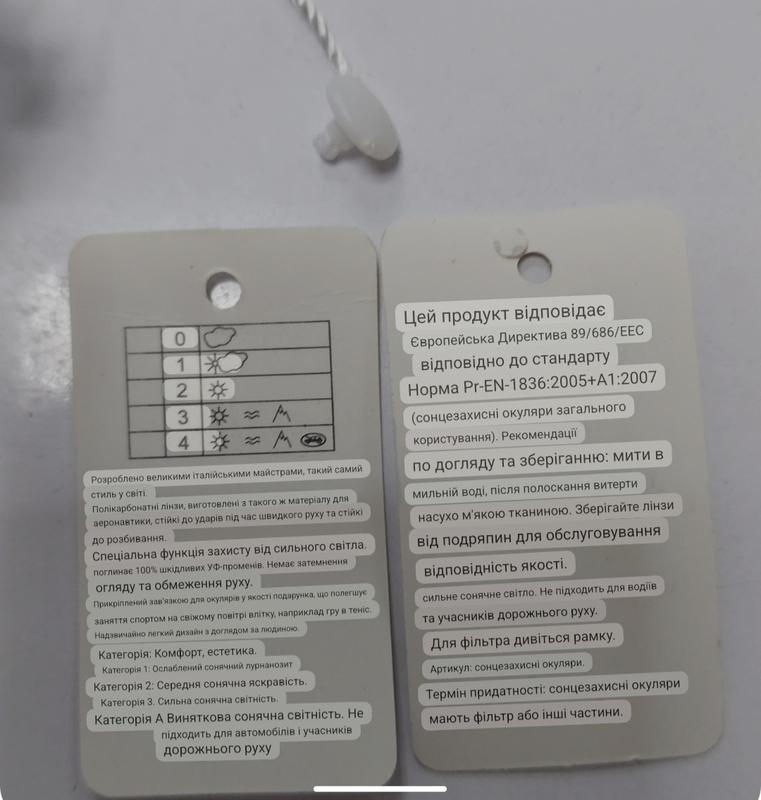 0
1
2
3
4
Розроблено великими італійськими майстрами, такий самий
стиль у світі.
Полікарбонатні лінзи, виготовлені з такого ж матеріалу для
аеронавтики, стійкі до ударів під час швидкого руху та стійкі
до розбивання.
Спеціальна функція захисту від сильного світла.
поглинає 100% шкідливих УФ-променів. Немає затемнення
огляду та обмеження руху.
Прикріплений зав'язкою для окулярів у якості подарунка, що полегшує
заняття спортом на свіжому повітрі влітку, наприклад гру в теніс.
Надзвичайно легкий дизайн з доглядом за людиною.
Категорія: Комфорт, естетика.
Категорія 1: Ослаблений сонячний лурнанозит
Категорія 2: Середня сонячна яскравість.
Категорія 3. Сильна сонячна світність.
Категорія А Виняткова сонячна світність. Не
підходить для автомобілів і учасників
дорожнього руху
Цей продукт відповідає
Європейська Директива 89/686/EEC
відповідно до стандарту
Норма Pr-EN-1836:2005+A1:2007
(сонцезахисні окуляри загального
користування). Рекомендації
по догляду та зберіганню: мити в
мильній воді, після полоскання витерти
насухо м'якою тканиною. Зберігайте лінзи
від подряпин для обслуговування
відповідність якості.
сильне сонячне світло. Не підходить для водіїв
та учасників дорожнього руху.
Для фільтра дивіться рамку.
Артикул: сонцезахисні окуляри.
Термін придатності: сонцезахисні окуляри
мають фільтр або інші частини.